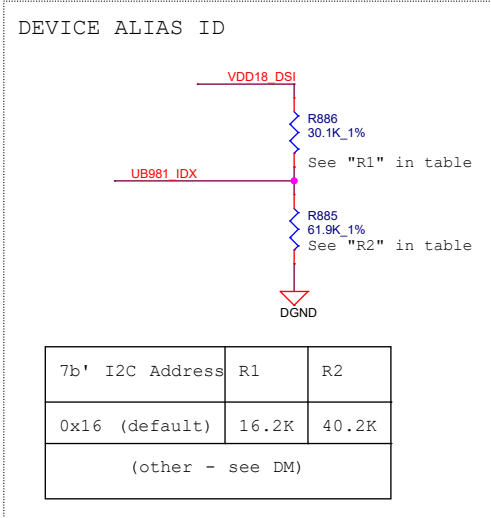 DEVICE ALIAS ID
VDD18_DSI
R886
30.1K_1%
See "R1" in table
UB981_IDX
R885
61.9K_1%
See "R2" in table
DGND
7b' I2C Address R1 R2
0x16 (default) 16.2K 40.2K
(other - see DM)